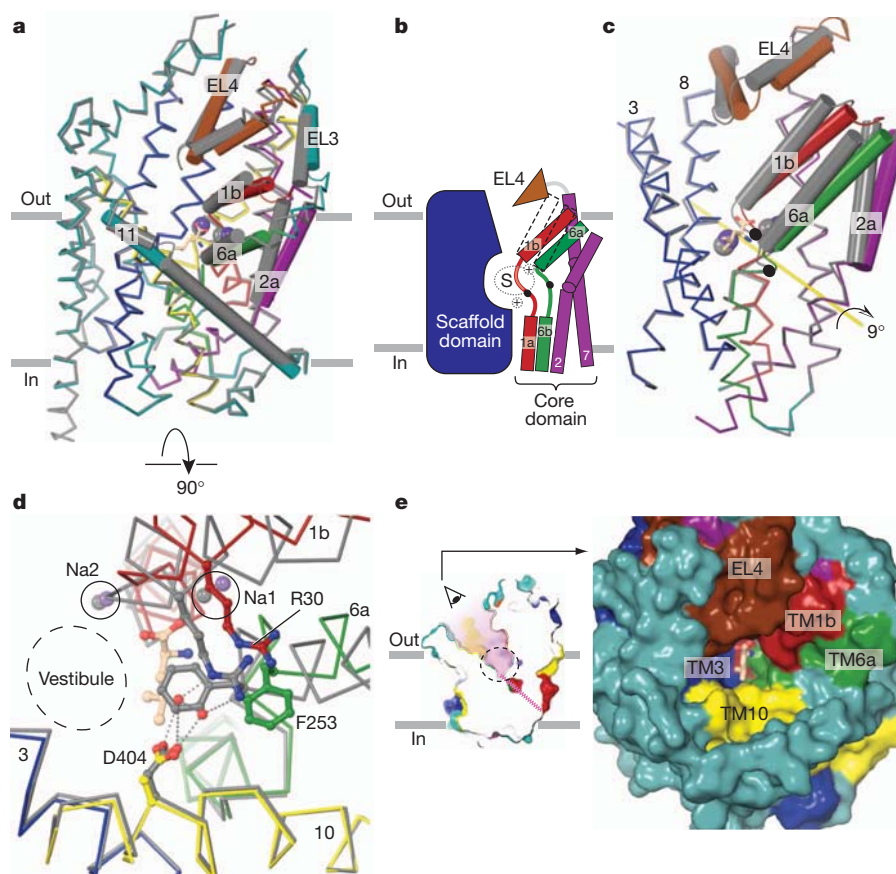 a
EL4
EL3
Out
1b
11
6a
2a
In
90°
b
EL4
1b
6a
+
S
+
Scaffold
domain
1a
6b
2
7
Core
domain
Out
In
c
EL4
8
3
1b
6a
2a
9°
d
1b
Na2
Na1
R30
6a
Vestibule
F253
D404
3
10
e
Out
In
EL4
TM1b
TM3
TM6a
TM10